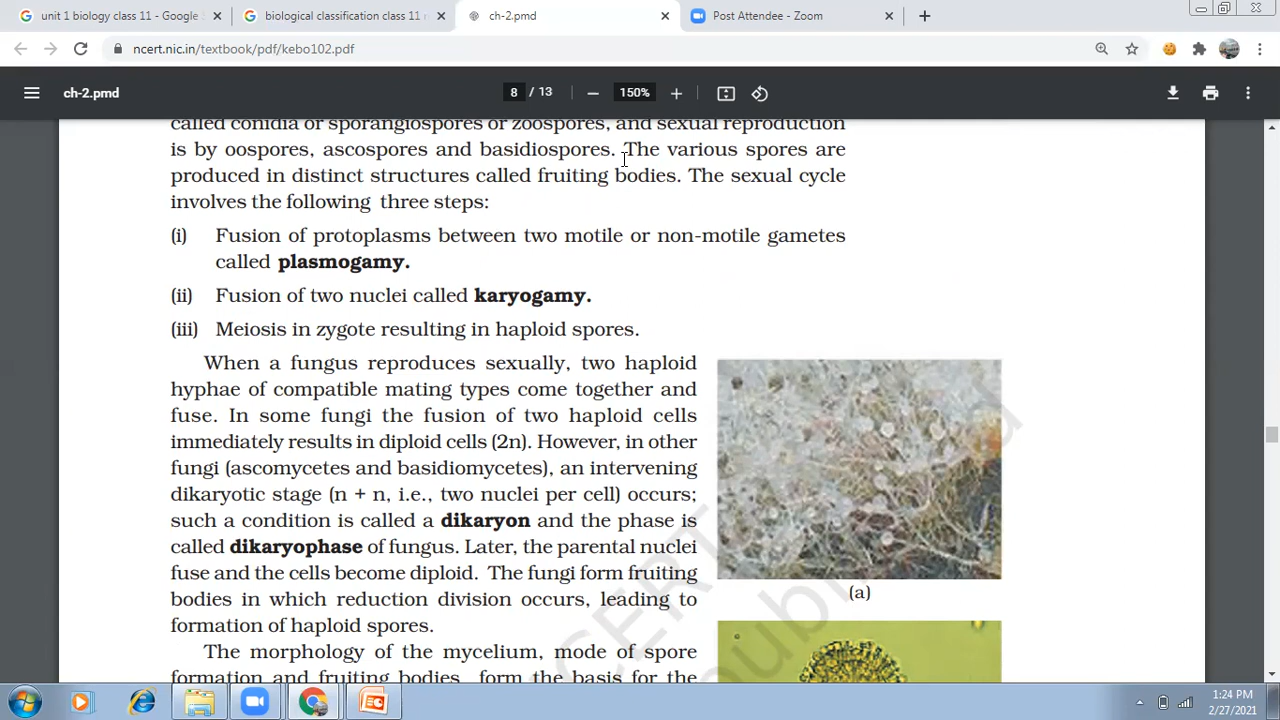 unit 1 biology class 11 - Google
biological classification class 11 n
ch-2.pmd
Post Attendee - Zoom
ncert.nic.in/textbook/pdf/kebo102.pdf
ch-2.pmd
8 / 13
150%
called conidia or sporangiospores or zoospores, and sexual reproduction
is by oospores, ascospores and basidiospores. The various spores are
produced in distinct structures called fruiting bodies. The sexual cycle
involves the following three steps:
(i) Fusion of protoplasms between two motile or non-motile gametes
called plasmogamy.
(ii) Fusion of two nuclei called karyogamy.
(iii) Meiosis in zygote resulting in haploid spores.
When a fungus reproduces sexually, two haploid
hyphae of compatible mating types come together and
fuse. In some fungi the fusion of two haploid cells
immediately results in diploid cells (2n). However, in other
fungi (ascomycetes and basidiomycetes), an intervening
dikaryotic stage (n + n, i.e., two nuclei per cell) occurs;
such a condition is called a dikaryon and the phase is
called dikaryophase of fungus. Later, the parental nuclei
fuse and the cells become diploid. The fungi form fruiting
bodies in which reduction division occurs, leading to
formation of haploid spores.
The morphology of the mycelium, mode of spore
formation and fruiting bodies form the basis for the
(a)
1:24 PM
2/27/2021